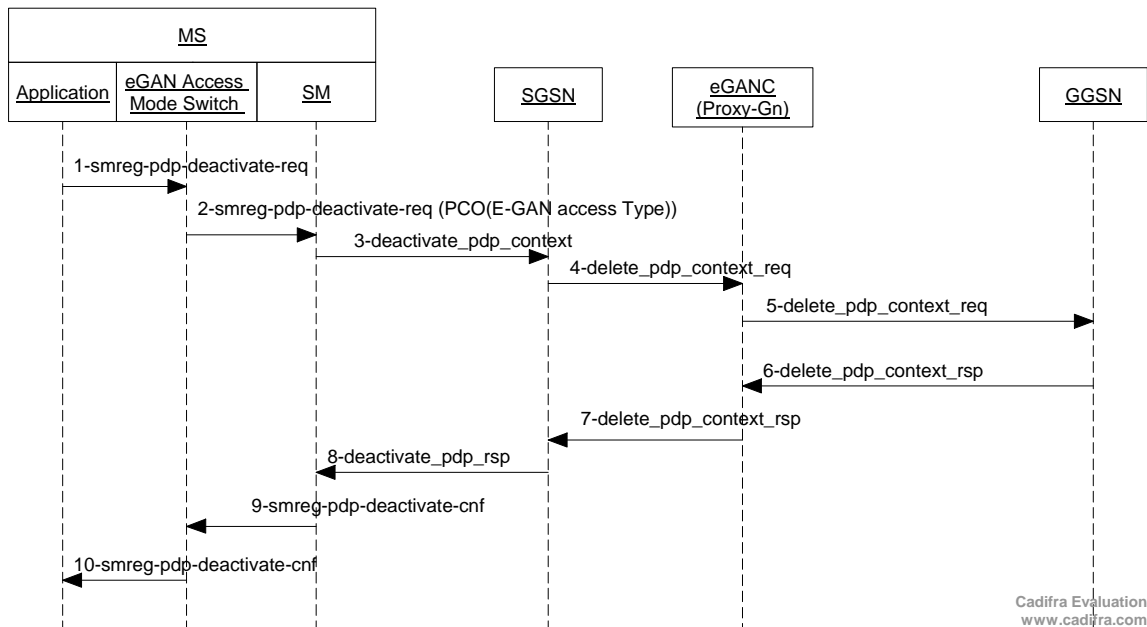 MS
Application
eGAN Access
Mode Switch
SM
SGSN
eGANC
(Proxy-Gn)
GGSN
1-smreg-pdp-deactivate-req
2-smreg-pdp-deactivate-req (PCO(E-GAN access Type))
3-deactivate_pdp_context
4-delete_pdp_context_req
5-delete_pdp_context_req
6-delete_pdp_context_rsp
7-delete_pdp_context_rsp
8-deactivate_pdp_rsp
9-smreg-pdp-deactivate-cnf
10-smreg-pdp-deactivate-cnf
Cadifra Evaluation
www.cadifra.com